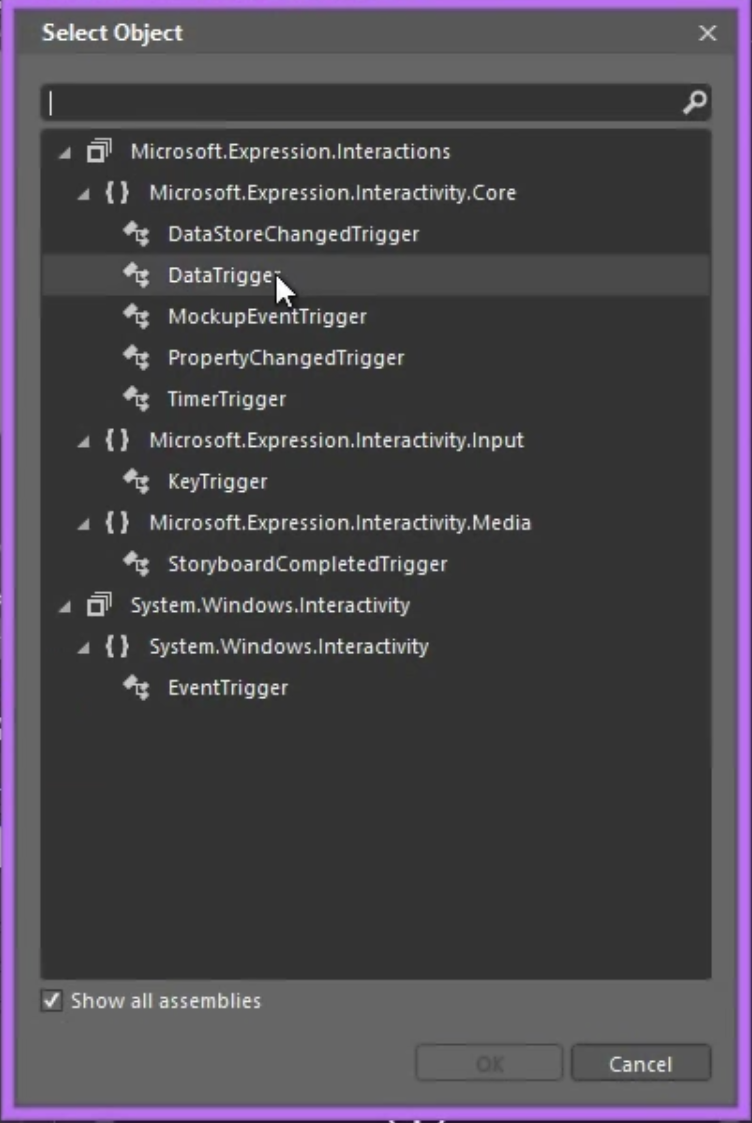 Select Object
Microsoft.Expression.Interactions
{ } Microsoft.Expression.Interactivity.Core
DataStoreChangedTrigger
DataTrigger
MockupEventTrigger
PropertyChangedTrigger
TimerTrigger
{ } Microsoft.Expression.Interactivity.Input
KeyTrigger
{ } Microsoft.Expression.Interactivity.Media
StoryboardCompletedTrigger
System.Windows.Interactivity
{ } System.Windows.Interactivity
EventTrigger
Show all assemblies
OK Cancel